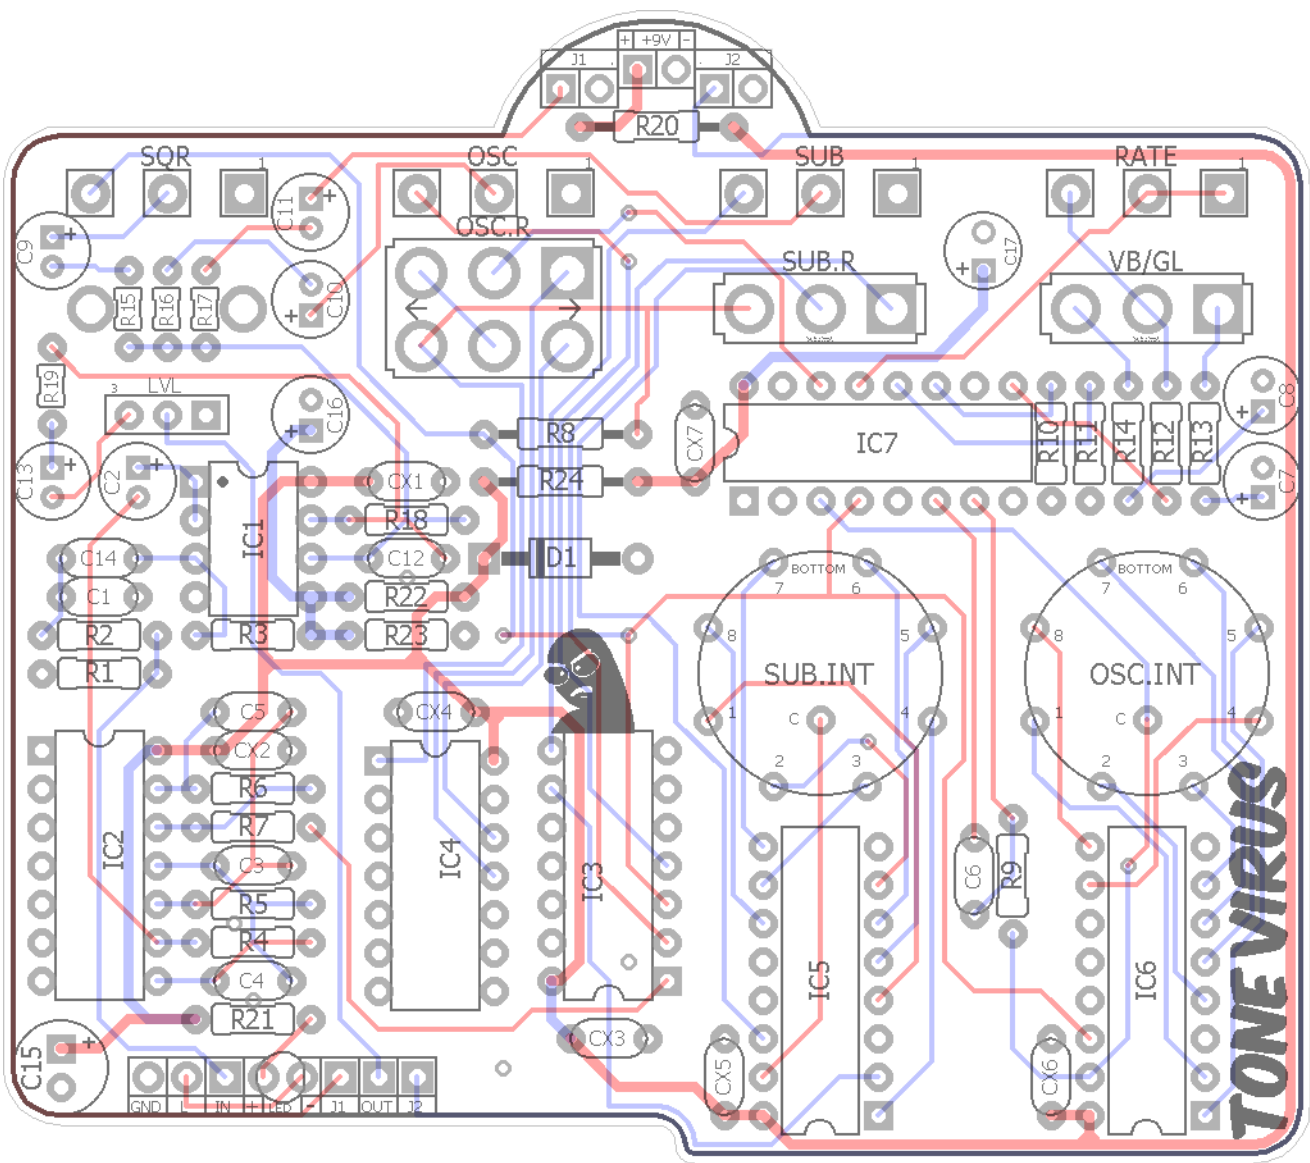 + +9V -
J1 J2
R20
SQR OSC SUB RATE
1 1 1 1
C11 +
C9 +
OSC.R
C17 +
SUB.R VB/GL
R15 R16 R17
C10 +
R19
3 LVL
C16 +
C8 +
R8
CX7
IC7
R10 R11 R14 R12 R13
C13 +
C2 +
CX1
R24
C7 +
R18
IC1
C14 C12 D1
BOTTOM BOTTOM
7 6 7 6
C1 R22
R2 R3 R23
8 5 8 5
R1
SUB.INT OSC.INT
C5 CX4
1 C 4 1 C 4
CX2
2 3 2 3
R6
R7
IC2 C3 IC4 IC3 C6 R9
R5
R4
C4 IC5 IC6
R21
TONE VIRUS
C15 +
CX3
CX5 CX6
GND L IN + LED - J1 OUT J2